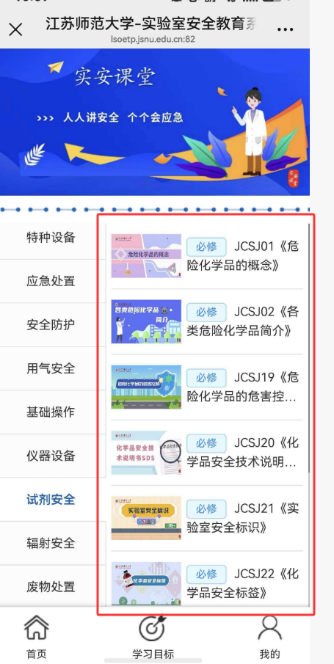 江苏师范大学-实验室安全教育系
lsoetp.jsnu.edu.cn:82
实安课堂
>>> 人人讲安全 个个会应急
特种设备
应急处置
安全防护
用气安全
基础操作
仪器设备
试剂安全
辐射安全
废物处置
危险化学品的概念
必修 JCSJ01《危
险化学品的概念》
各类危险化学品
简介
必修 JCSJ02《各
类危险化学品简介》
必修 JCSJ19《危
险化学品的危害控...
化学品安全技
术说明书SDS
必修 JCSJ20《化
学品安全技术说明...
实验室安全标识
必修 JCSJ21《实
验室安全标识》
化学品安全标签
必修 JCSJ22《化
学品安全标签》
首页
学习目标
我的